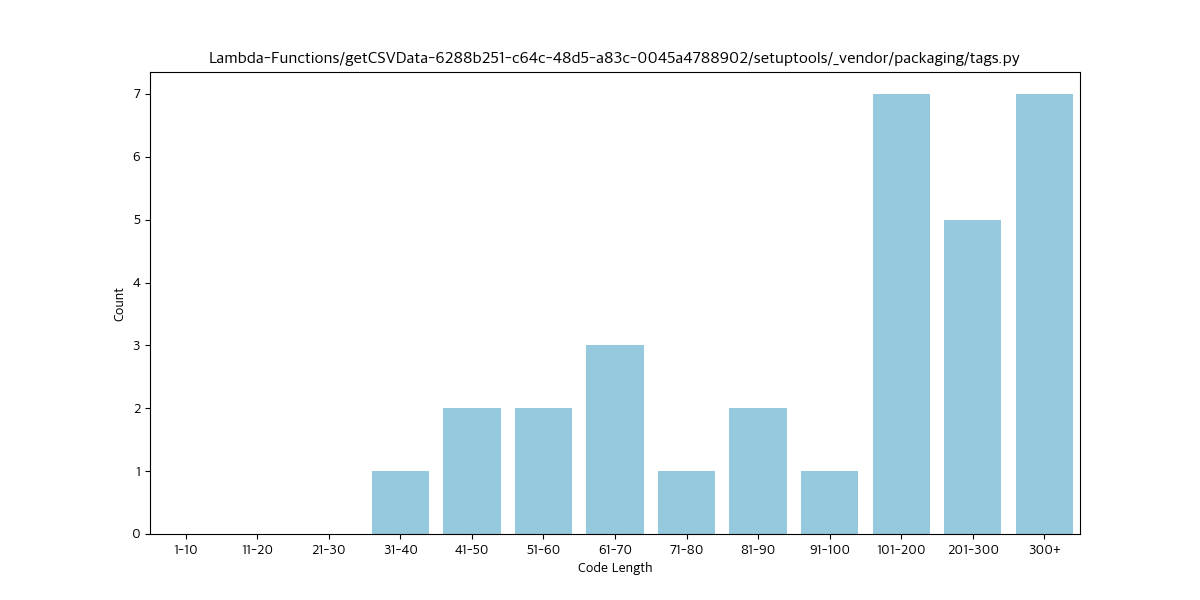 Lambda-Functions/getCSVData-6288b251-c64c-48d5-a83c-0045a4788902/setuptools/_vendor/packaging/tags.py
7
6
5
4
3
2
1
0
Count
1-10 11-20 21-30 31-40 41-50 51-60 61-70 71-80 81-90 91-100 101-200 201-300 300+
Code Length